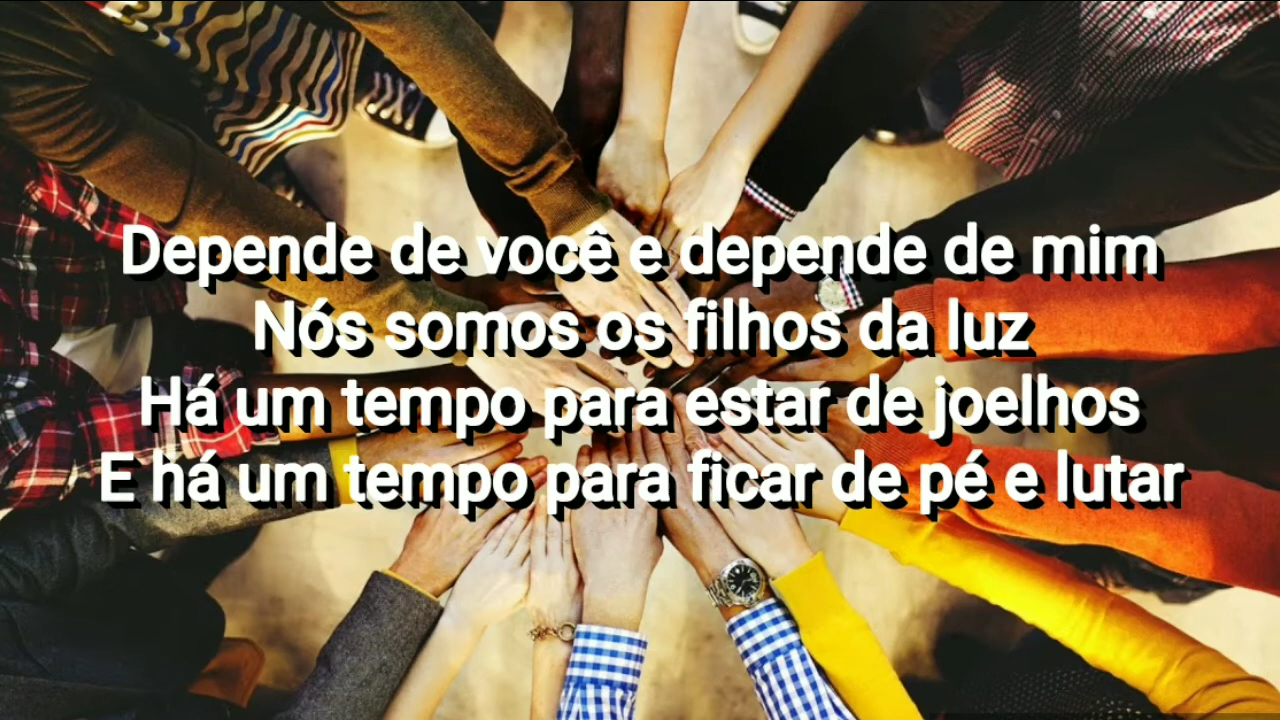 Depende de você e depende de mim
Nós somos os filhos da luz
Há um tempo para estar de joelhos
E há um tempo para ficar de pé e lutar